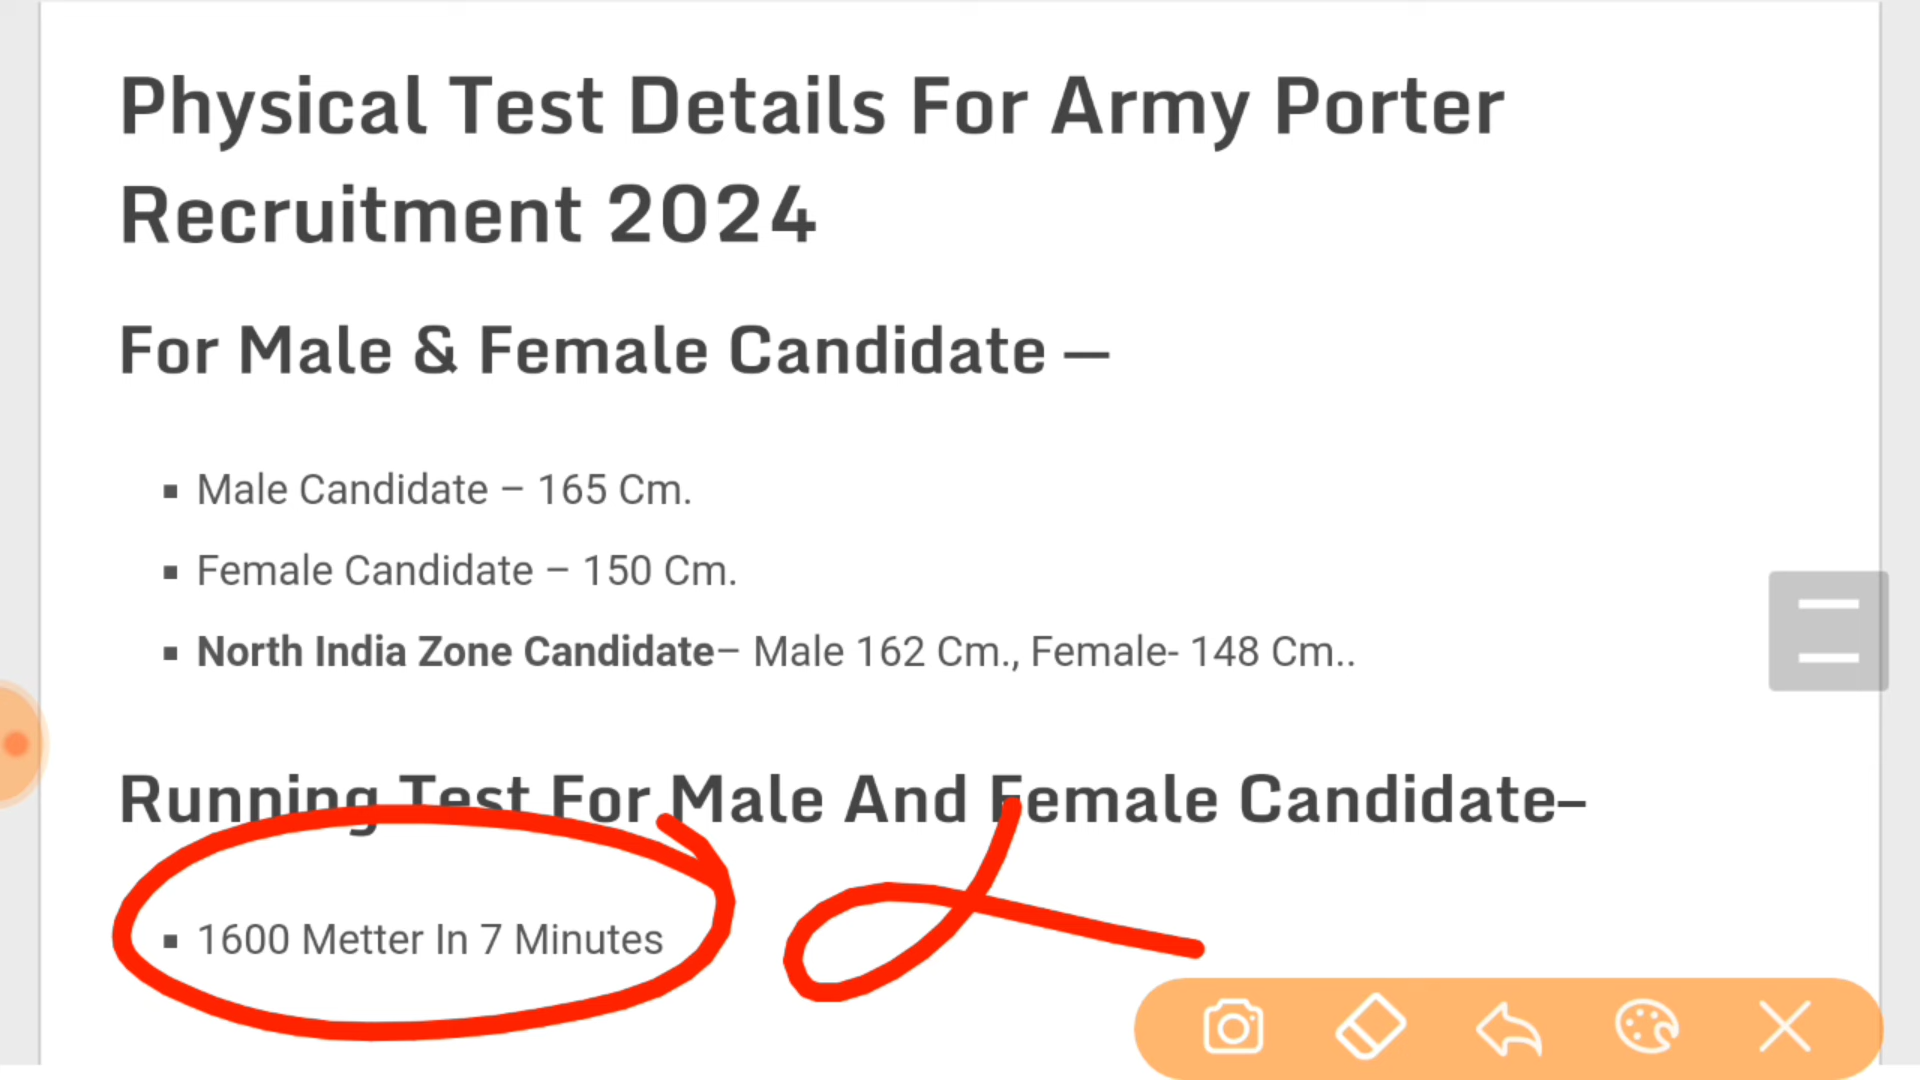 Physical Test Details For Army Porter
Recruitment 2024
For Male & Female Candidate —
▪ Male Candidate – 165 Cm.
▪ Female Candidate – 150 Cm.
▪ North India Zone Candidate– Male 162 Cm., Female- 148 Cm..
Running Test For Male And Female Candidate–
▪ 1600 Metter In 7 Minutes